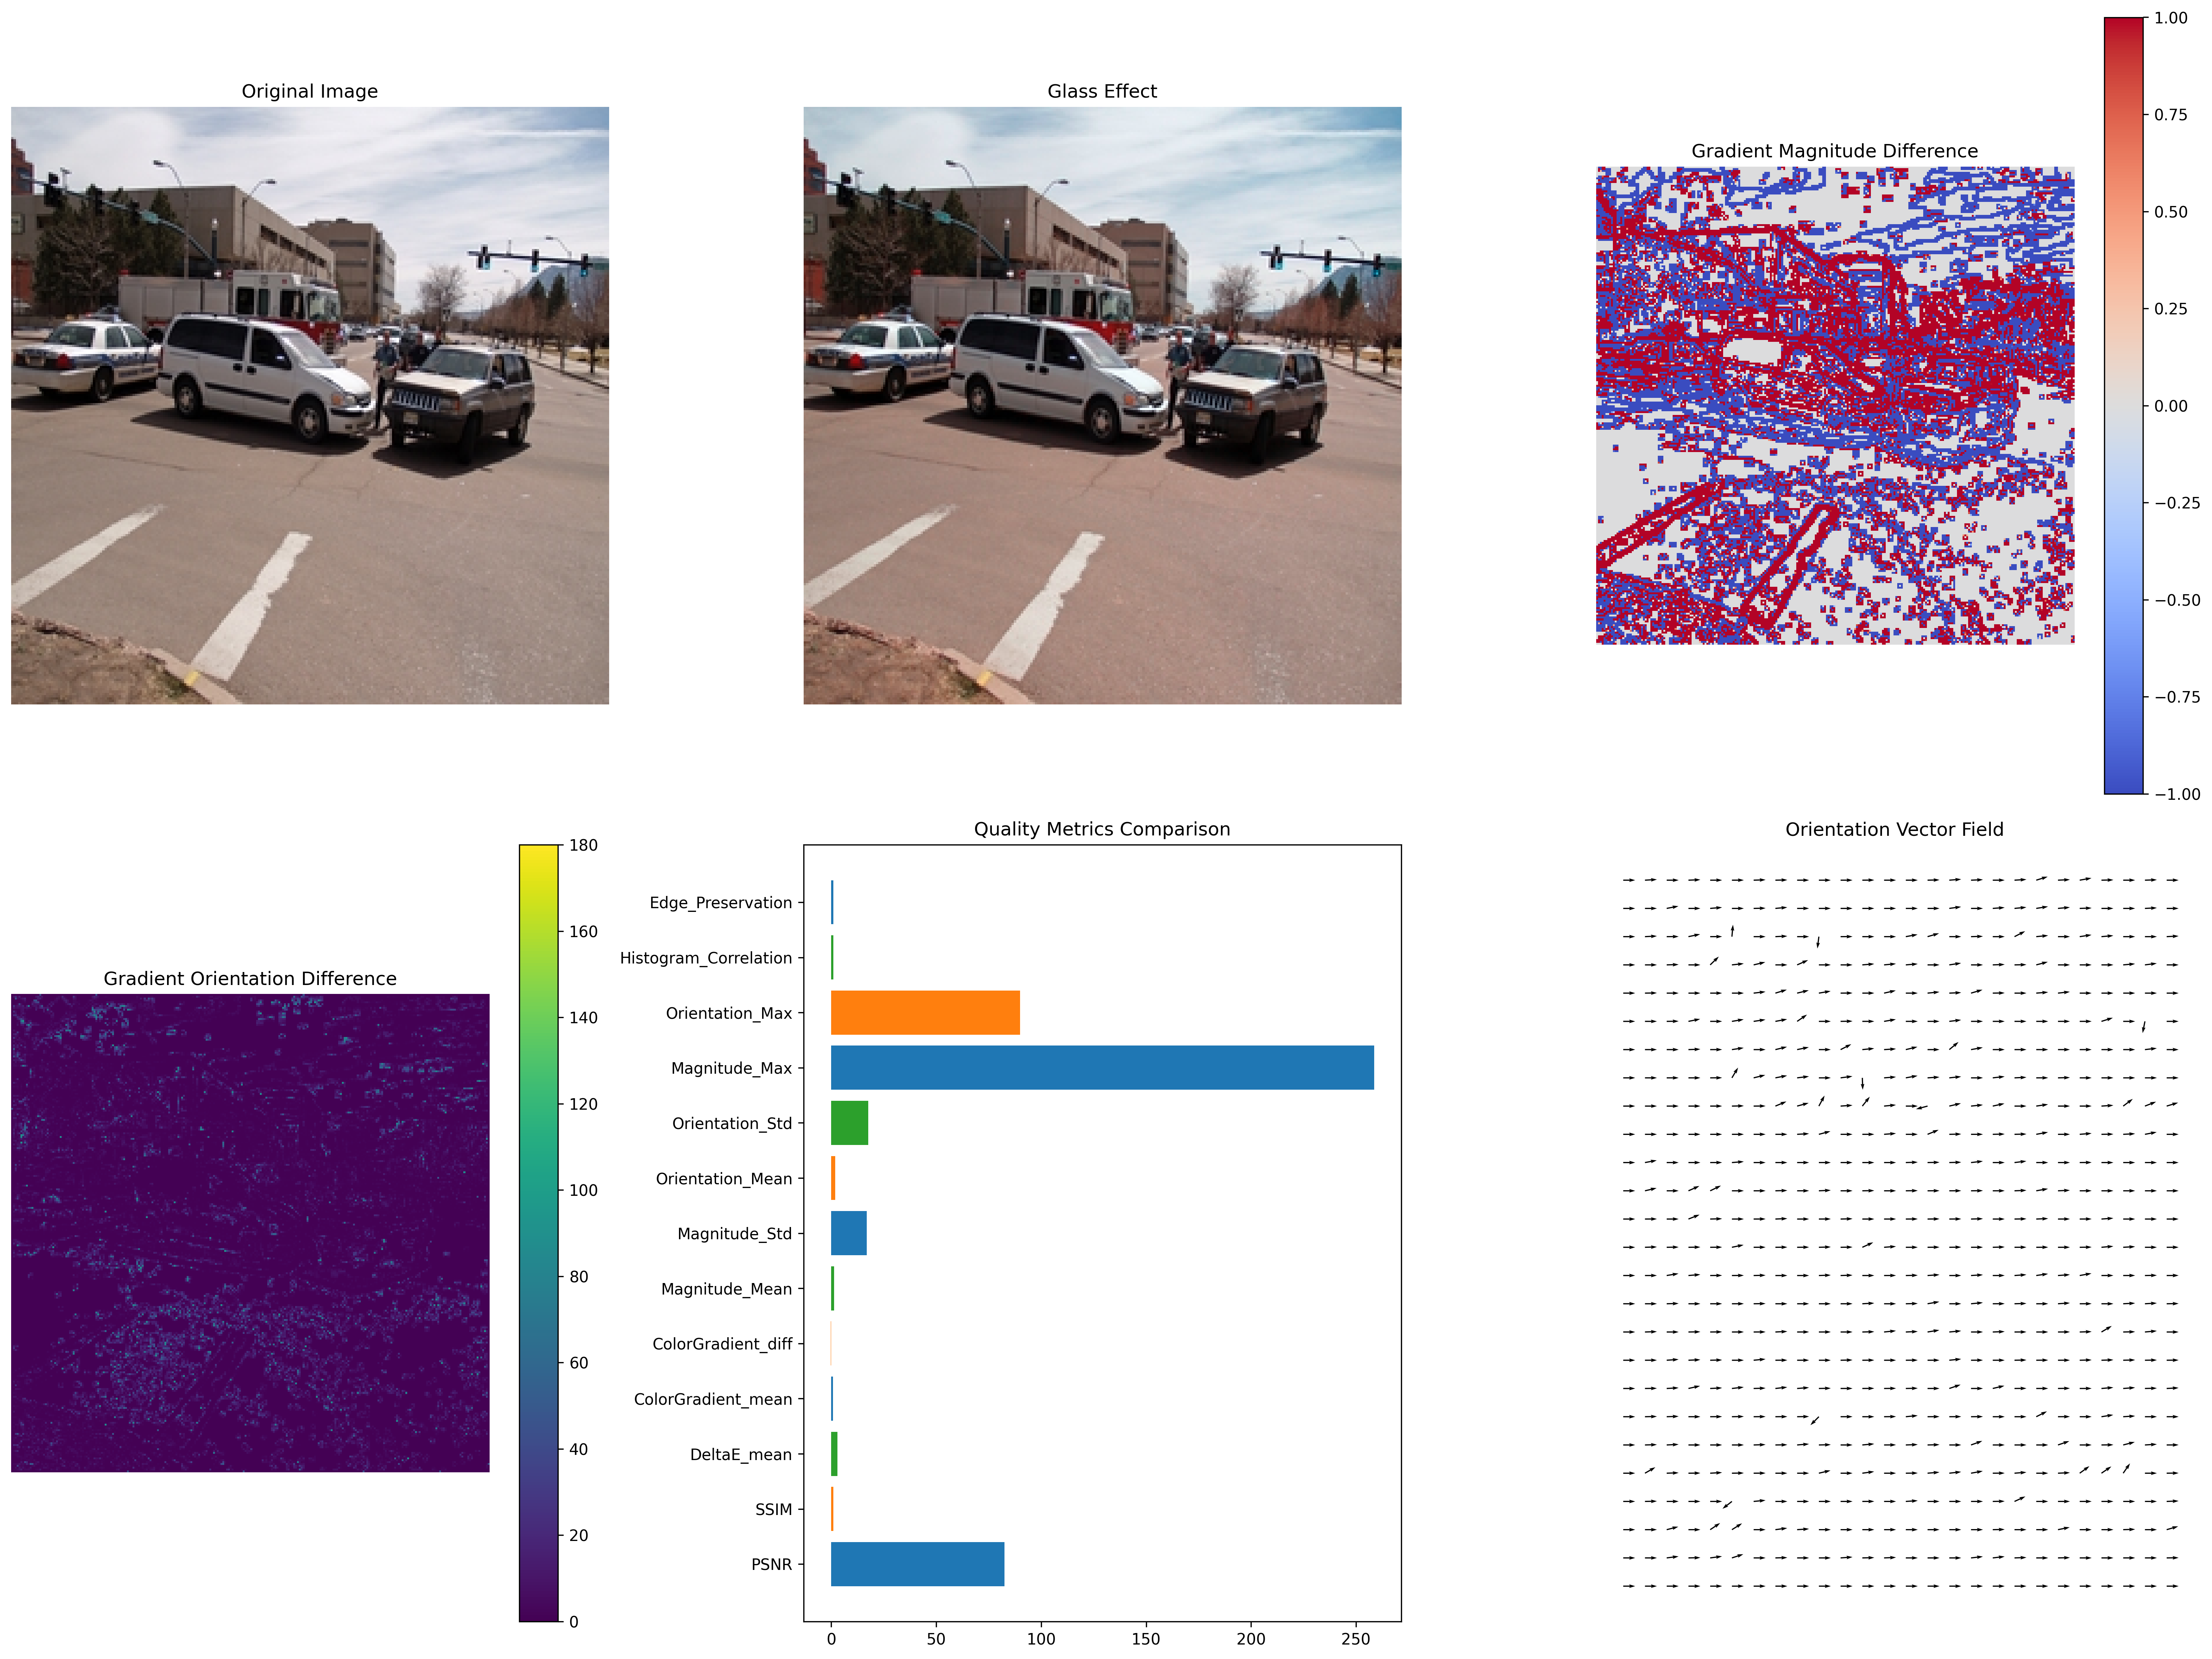 Original Image
Glass Effect
Gradient Magnitude Difference
1.00
0.75
0.50
0.25
0.00
−0.25
−0.50
−0.75
−1.00
Gradient Orientation Difference
180
160
140
120
100
80
60
40
20
0
Quality Metrics Comparison
Edge_Preservation
Histogram_Correlation
Orientation_Max
Magnitude_Max
Orientation_Std
Orientation_Mean
Magnitude_Std
Magnitude_Mean
ColorGradient_diff
ColorGradient_mean
DeltaE_mean
SSIM
PSNR
0 50 100 150 200 250
Orientation Vector Field